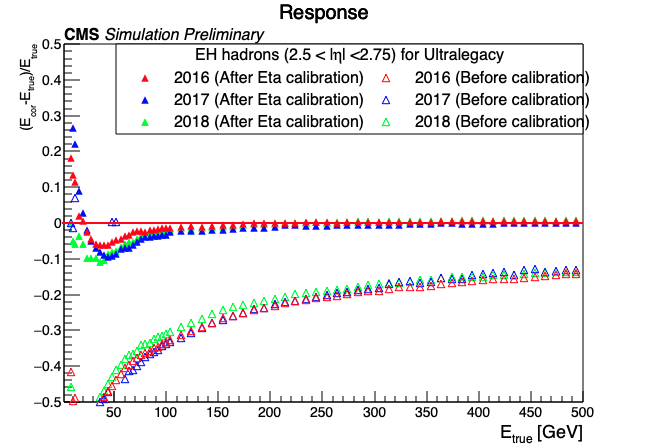 Response
CMS Simulation Preliminary
EH hadrons (2.5 < |η| <2.75) for Ultralegacy
2016 (After Eta calibration) 2016 (Before calibration)
2017 (After Eta calibration) 2017 (Before calibration)
2018 (After Eta calibration) 2018 (Before calibration)
(E_cor-E_true)/E_true
0.5
0.4
0.3
0.2
0.1
0
−0.1
−0.2
−0.3
−0.4
−0.5
50 100 150 200 250 300 350 400 450 500
E_true [GeV]